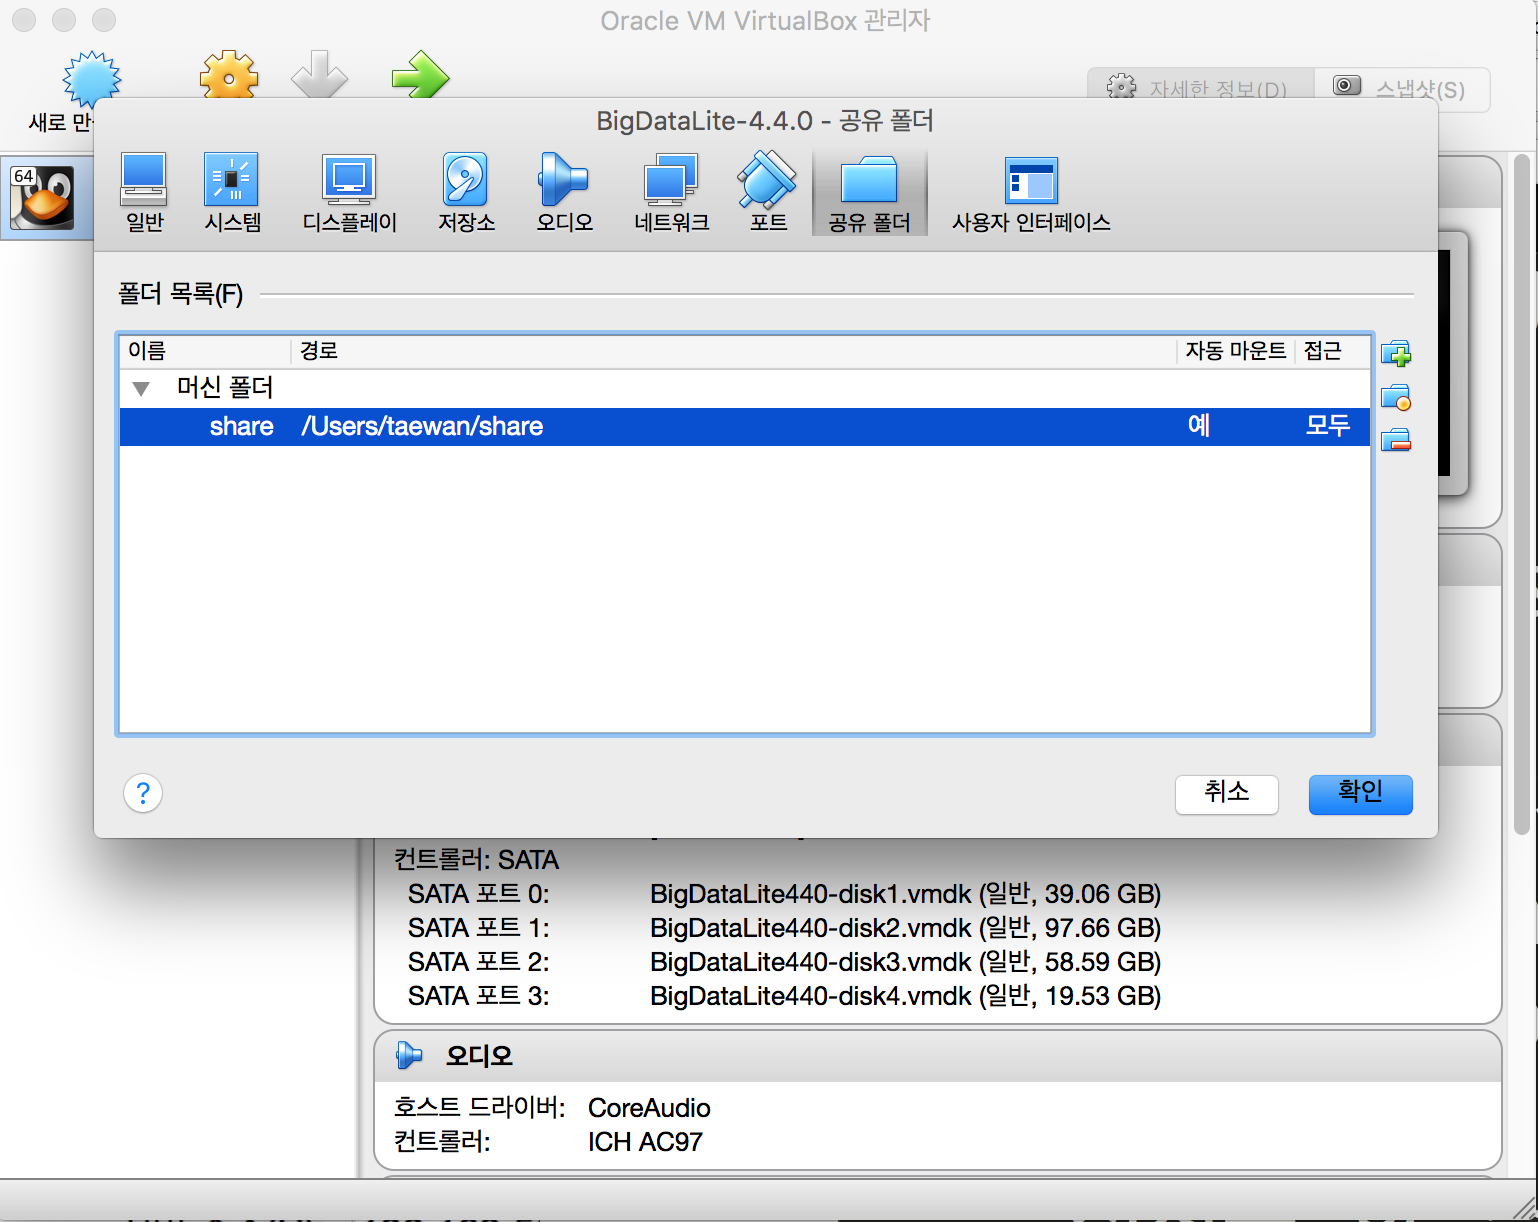 Oracle VM VirtualBox 관리자
자세한 정보(D)
스냅샷(S)
새로 만
64
BigDataLite-4.4.0 - 공유 폴더
일반
시스템
디스플레이
저장소
오디오
네트워크
포트
공유 폴더
사용자 인터페이스
폴더 목록(F)
이름 경로 자동 마운트 접근
머신 폴더
share /Users/taewan/share 예 모두
?
취소
확인
컨트롤러: SATA
SATA 포트 0: BigDataLite440-disk1.vmdk (일반, 39.06 GB)
SATA 포트 1: BigDataLite440-disk2.vmdk (일반, 97.66 GB)
SATA 포트 2: BigDataLite440-disk3.vmdk (일반, 58.59 GB)
SATA 포트 3: BigDataLite440-disk4.vmdk (일반, 19.53 GB)
오디오
호스트 드라이버: CoreAudio
컨트롤러: ICH AC97